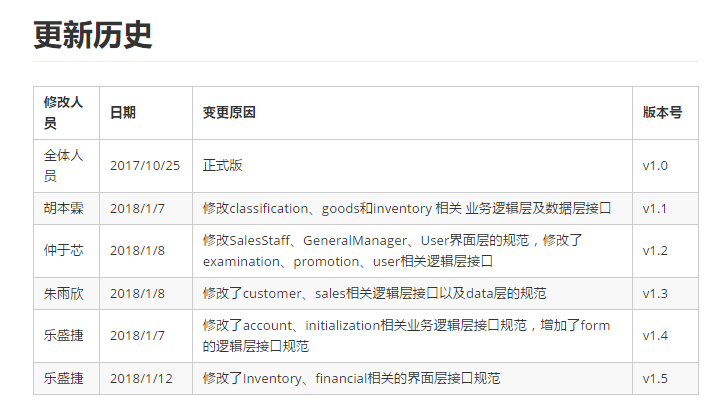 更新历史
修改人
员
日期
变更原因
版本号
全体人
员
2017/10/25
正式版
v1.0
胡本霖
2018/1/7
修改classification、goods和inventory 相关 业务逻辑层及数据层接口
v1.1
仲于芯
2018/1/8
修改SalesStaff、GeneralManager、User界面层的规范，修改了
examination、promotion、user相关逻辑层接口
v1.2
朱雨欣
2018/1/8
修改了customer、sales相关逻辑层接口以及data层的规范
v1.3
乐盛捷
2018/1/7
修改了account、initialization相关业务逻辑层接口规范，增加了form
的逻辑层接口规范
v1.4
乐盛捷
2018/1/12
修改了Inventory、financial相关的界面层接口规范
v1.5